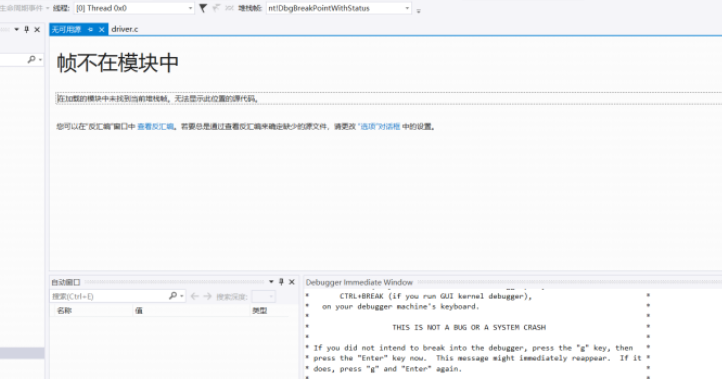 生命周期事件 线程: [0] Thread 0x0 堆栈帧: nt!DbgBreakPointWithStatus
无可用源 driver.c
帧不在模块中
在加载的模块中未找到当前堆栈帧。无法显示此位置的源代码。
您可以在"反汇编"窗口中 查看反汇编。若要总是通过查看反汇编来确定缺少的源文件，请更改 "选项"对话框 中的设置。
自动窗口
搜索(Ctrl+E) 搜索深度:
名称 值 类型
Debugger Immediate Window
* CTRL+BREAK (if you run GUI kernel debugger), *
* on your debugger machine's keyboard. *
* *
* THIS IS NOT A BUG OR A SYSTEM CRASH *
* *
* If you did not intend to break into the debugger, press the "g" key, then *
* press the "Enter" key now. This message might immediately reappear. If it *
* does, press "g" and "Enter" again. *
* *